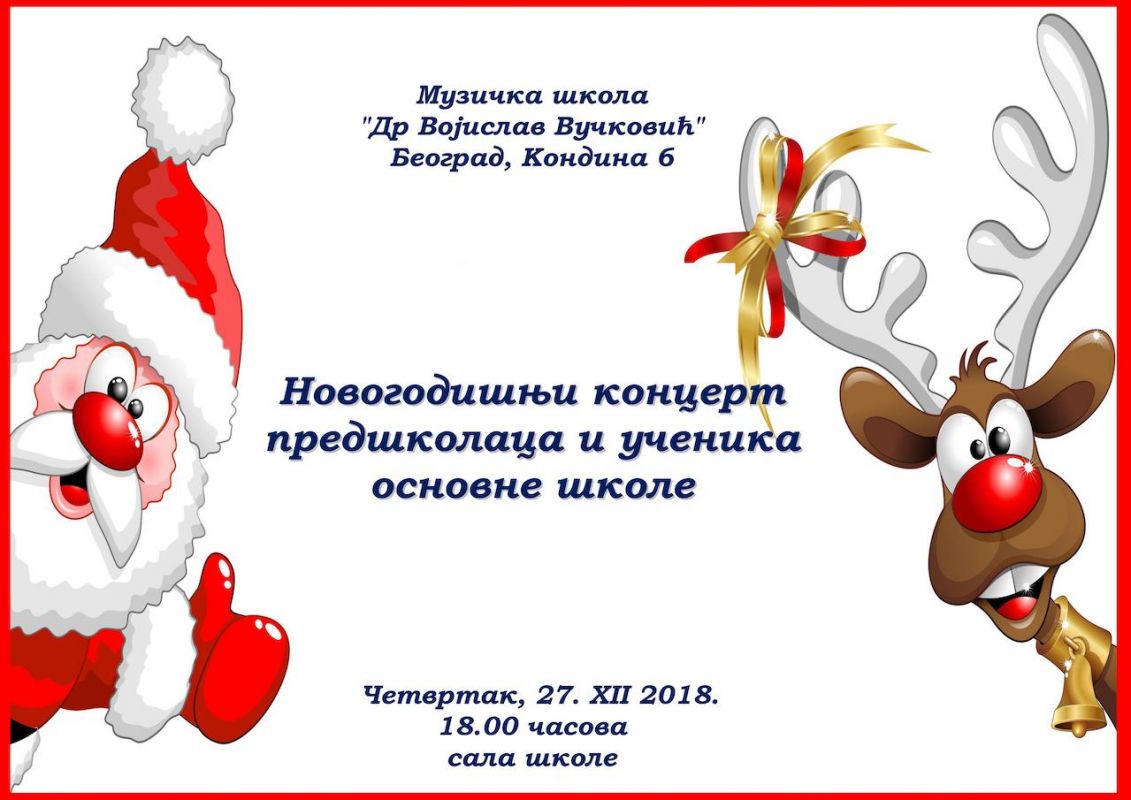 Музичка школа
"Др Војислав Вучковић"
Београд, Кондина 6
Новогодишњи концерт
предшколаца и ученика
основне школе
Четвртак, 27. XII 2018.
18.00 часова
сала школе